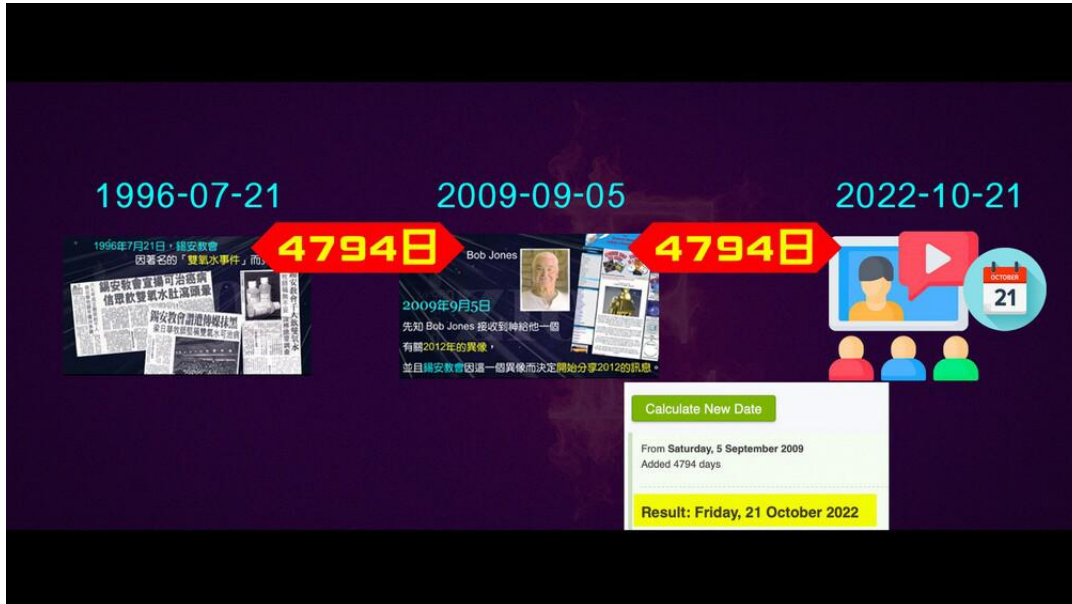 1996-07-21
2009-09-05
2022-10-21
1996年7月21日，錫安教會
因著名的「雙氧水事件」而
4794日
Bob Jones
4794日
錫安教會宣揚可治癌病
信眾飲雙氧水肚瀉頭暈
錫安教會謂遭傳媒抹黑
2009年9月5日
先知 Bob Jones 接收到神給他一個
有關2012年的異像，
並且錫安教會因這一個異像而決定開始分享2012的訊息。
OCTOBER
21
Calculate New Date
From Saturday, 5 September 2009
Added 4794 days
Result: Friday, 21 October 2022